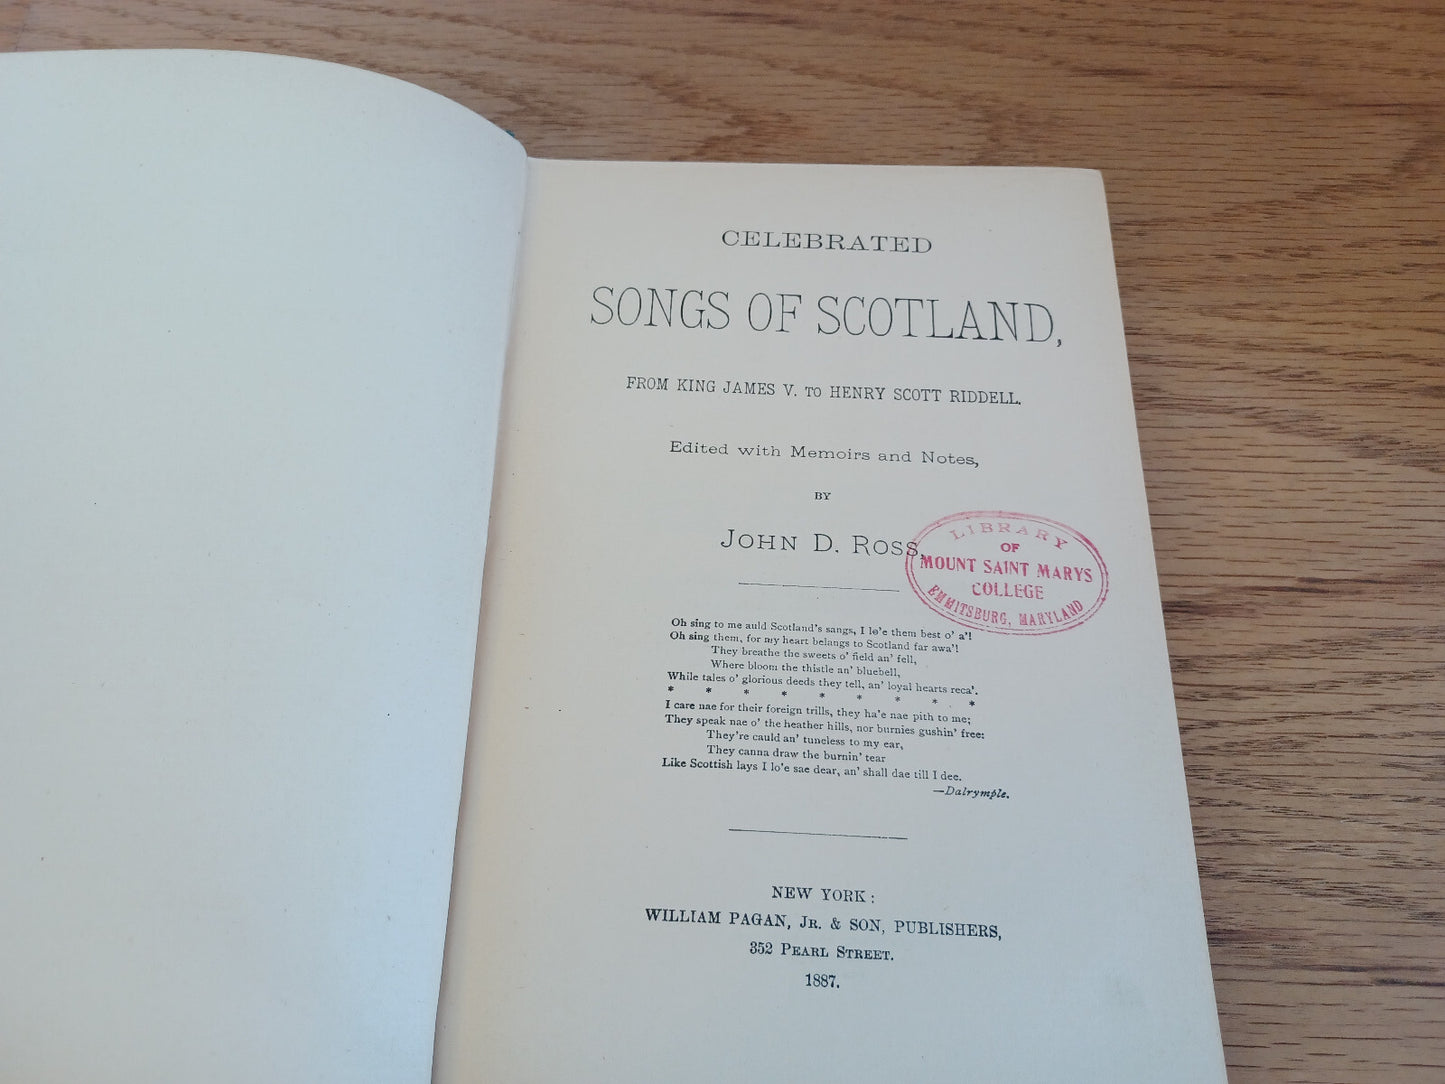 CELEBRATED
SONGS OF SCOTLAND,
FROM KING JAMES V. TO HENRY SCOTT RIDDELL.
Edited with Memoirs and Notes,
BY
JOHN D. ROSS,
LIBRARY
OF
MOUNT SAINT MARYS
COLLEGE
EMMITSBURG, MARYLAND
Oh sing to me auld Scotland's sangs, I lo'e them best o' a'!
Oh sing them, for my heart belangs to Scotland far awa'!
They breathe the sweets o' field an' fell,
Where bloom the thistle an' bluebell,
While tales o' glorious deeds they tell, an' loyal hearts reca'.
* * * * * * * * *
I care nae for their foreign trills, they ha'e nae pith to me;
They speak nae o' the heather hills, nor burnies gushin' free:
They're cauld an' tuneless to my ear,
They canna draw the burnin' tear
Like Scottish lays I lo'e sae dear, an' shall dae till I dee.
—Dalrymple.
NEW YORK:
WILLIAM PAGAN, JR. & SON, PUBLISHERS,
352 PEARL STREET.
1887.